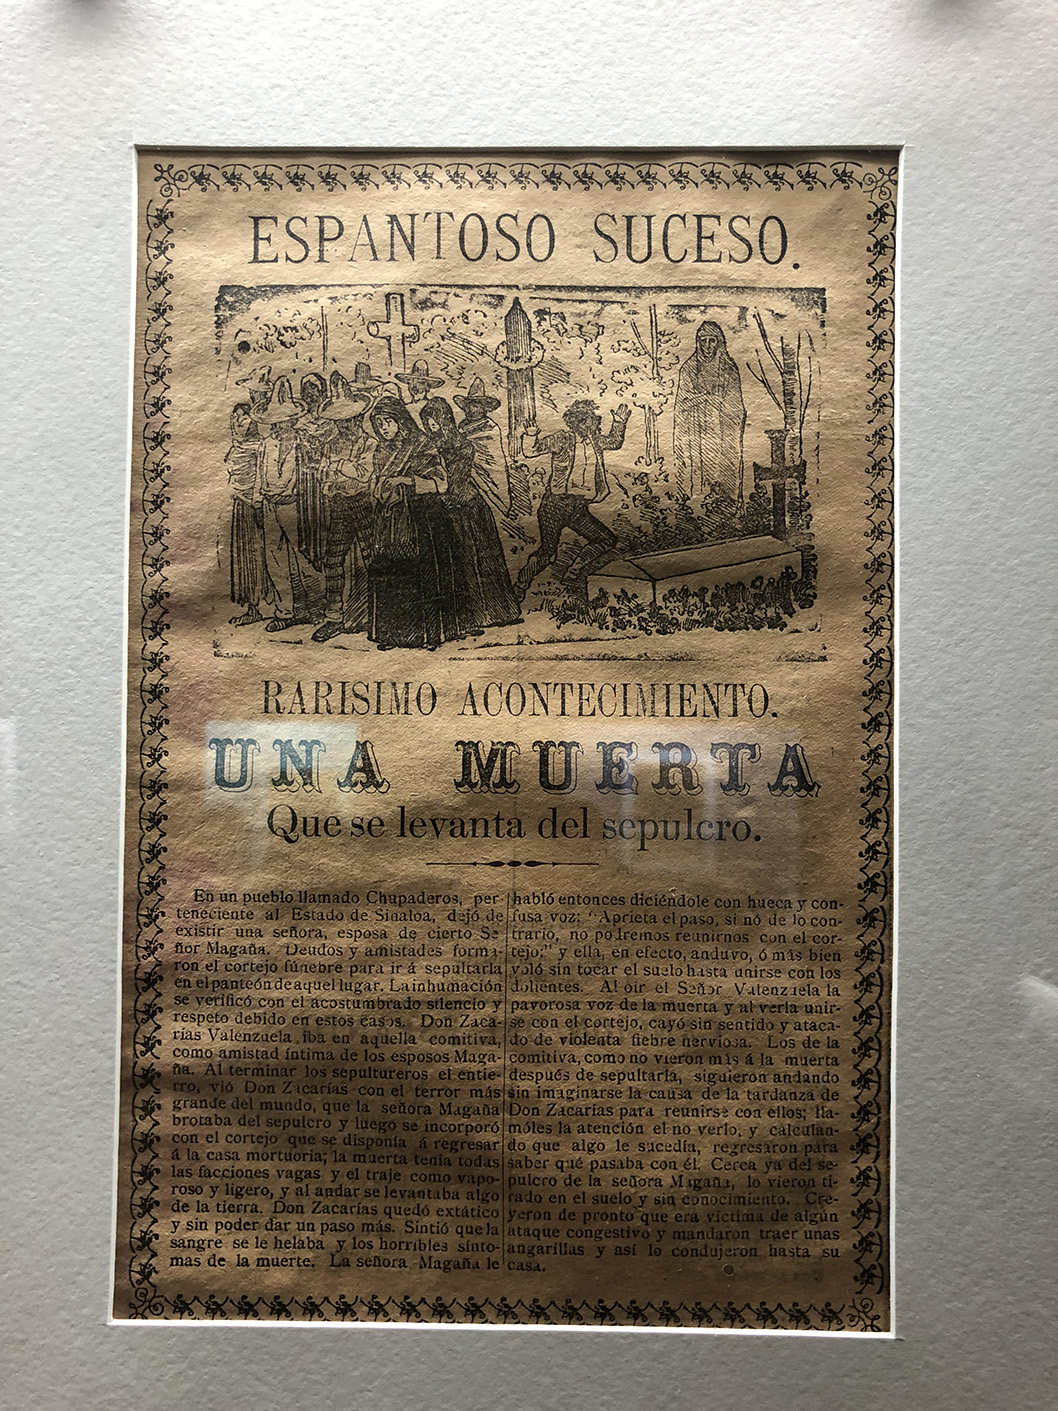 ESPANTOSO SUCESO.
RARISIMO ACONTECIMIENTO.
UNA MUERTA
Que se levanta del sepulcro.
En un pueblo llamado Chupaderos, per-
teneciente al Estado de Sinaloa, dejó de
existir una señora, esposa de cierto Se
ñor Magaña. Deudos y amistades forma-
ron el cortejo fúnebre para ir á sepultarla
en el panteón de aquel lugar. La inhumación
se verificó con el acostumbrado silencio y
respeto debido en estos casos. Don Zaca-
rías Valenzuela iba en aquella comitiva,
como amistad íntima de los esposos Maga-
ña. Al terminar los sepultureros el entie-
rro, vió Don Zacarías con el terror más
grande del mundo, que la señora Magaña
brotaba del sepulcro y luego se incorporó
con el cortejo que se disponía á regresar
á la casa mortuoria; la muerta tenía todas
las facciones vagas y el traje como vapo-
roso y ligero, y al andar se levantaba algo
de la tierra. Don Zacarías quedó extático
y sin poder dar un paso más. Sintió que la
sangre se le helaba y los horribles sínto-
mas de la muerte. La señora Magaña le
habló entonces diciéndole con hueca y con-
fusa voz: "Aprieta el paso, si nó de lo con-
trario, no podremos reunirnos con el cor-
tejo;" y ella, en efecto, anduvo, ó más bien
voló sin tocar el suelo hasta unirse con los
dolientes. Al oir el Señor Valenzuela la
pavorosa voz de la muerta y al verla unir-
se con el cortejo, cayó sin sentido y ataca-
do de violenta fiebre nerviosa. Los de la
comitiva, como no vieron más á la muerta
después de sepultarla, siguieron andando
sin imaginarse la causa de la tardanza de
Don Zacarías para reunirse con ellos; lla-
móles la atención el no verlo, y calculan-
do que algo le sucedía, regresaron para
saber qué pasaba con él. Cerca ya del se-
pulcro de la señora Magaña, lo vieron ti-
rado en el suelo y sin conocimiento. Cre-
yeron de pronto que era víctima de algún
ataque congestivo y mandaron traer unas
angarillas y así lo condujeron hasta su
casa.